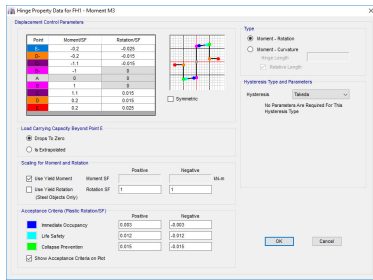 Hinge Property Data for FH1 - Moment M3
Displacement Control Parameters
Point Moment/SF Rotation/SF
E- -0.2 -0.025
D- -0.2 -0.015
-1.1 -0.015
B- -1 0
A 0 0
B 1 0
C 1.1 0.015
D 0.2 0.015
E 0.2 0.025
Symmetric
Load Carrying Capacity Beyond Point E
Drops To Zero
Is Extrapolated
Scaling for Moment and Rotation
Positive Negative
Use Yield Moment Moment SF kN-m
Use Yield Rotation Rotation SF 1 1
(Steel Objects Only)
Acceptance Criteria (Plastic Rotation/SF)
Positive Negative
Immediate Occupancy 0.003 -0.003
Life Safety 0.012 -0.012
Collapse Prevention 0.015 -0.015
Show Acceptance Criteria on Plot
Type
Moment - Rotation
Moment - Curvature
Hinge Length
Relative Length
Hysteresis Type and Parameters
Hysteresis Takeda
No Parameters Are Required For This
Hysteresis Type
OK Cancel